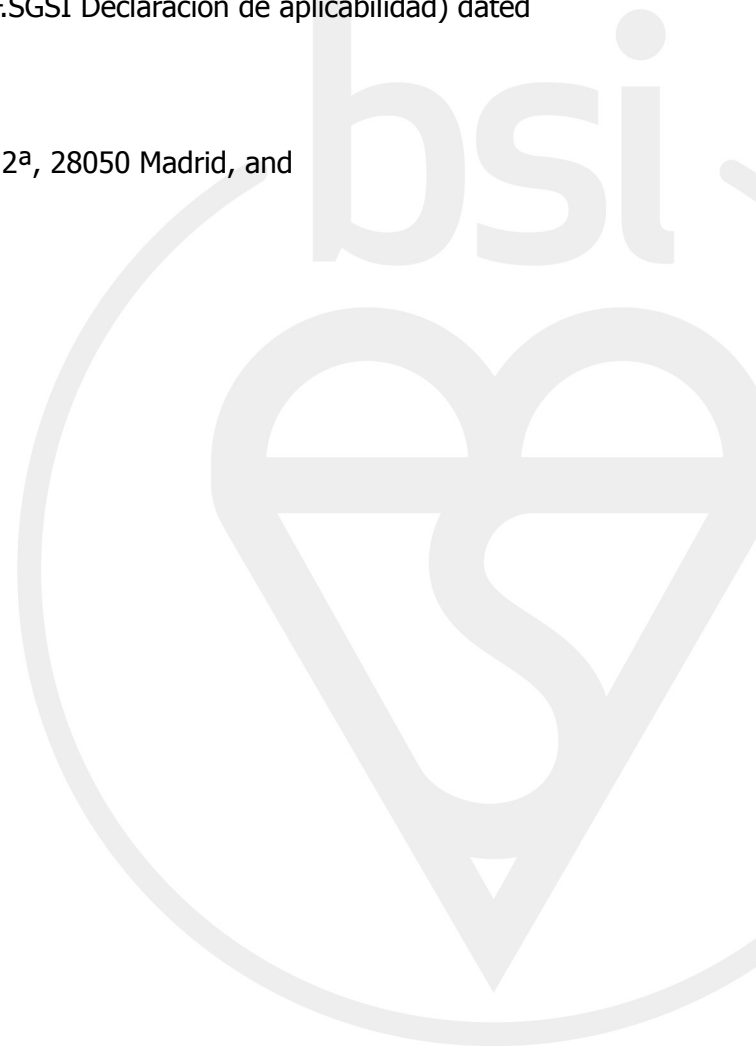 .SGSI Declaración de aplicabilidad) dated
bsi
2ª, 28050 Madrid, and